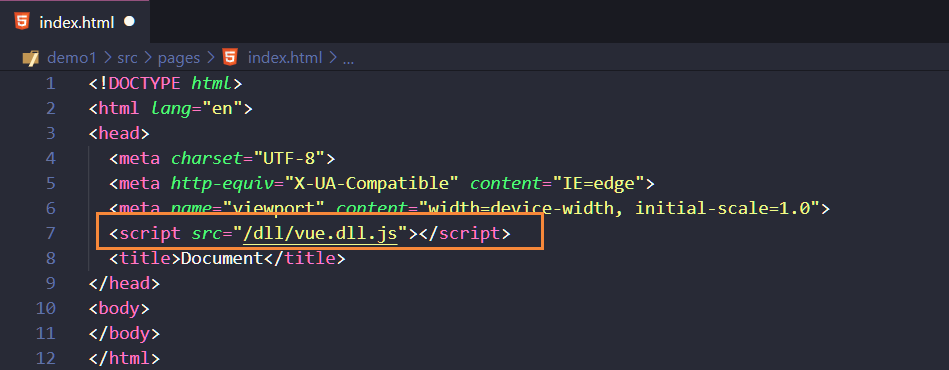 index.html
demo1 > src > pages > index.html > ...
1 <!DOCTYPE html>
2 <html lang="en">
3 <head>
4 <meta charset="UTF-8">
5 <meta http-equiv="X-UA-Compatible" content="IE=edge">
6 <meta name="viewport" content="width=device-width, initial-scale=1.0">
7 <script src="/dll/vue.dll.js"></script>
8 <title>Document</title>
9 </head>
10 <body>
11 </body>
12 </html>